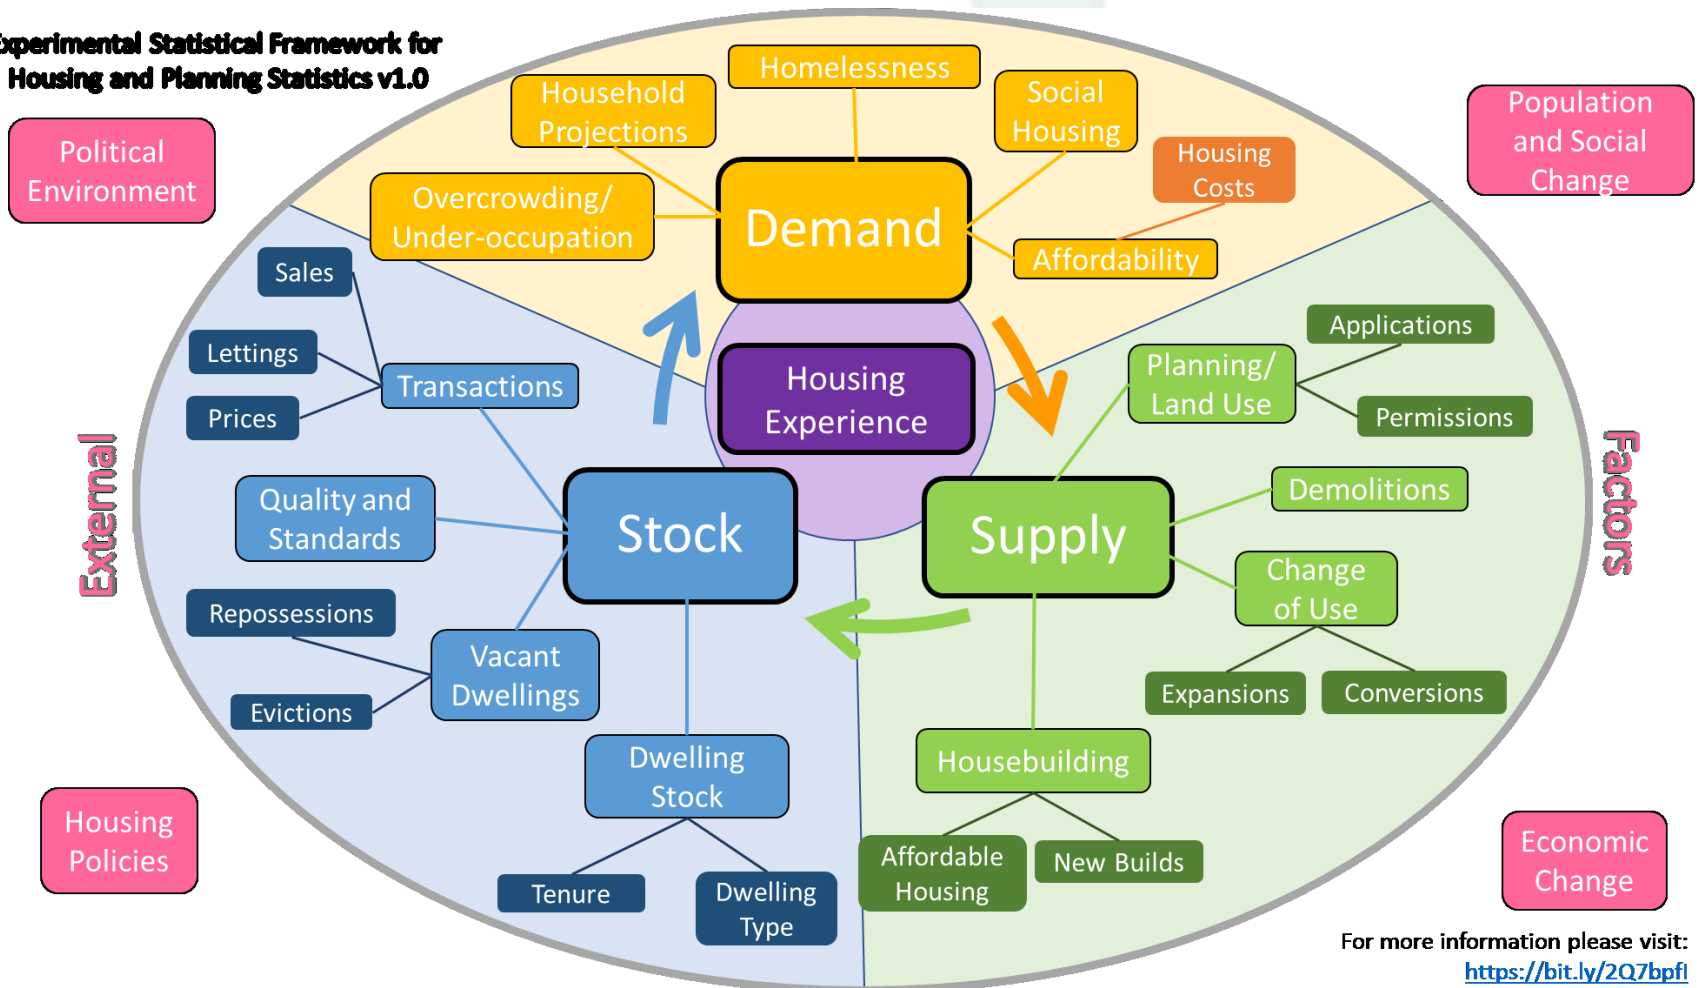 Experimental Statistical Framework for
Housing and Planning Statistics v1.0
Homelessness
Household
Projections
Social
Housing
Population
and Social
Change
Political
Environment
Housing
Costs
Overcrowding/
Under-occupation
Demand
Affordability
Sales
Applications
Lettings
Planning/
Land Use
Transactions
Housing
Experience
Prices
Permissions
External
Factors
Quality and
Standards
Stock
Supply
Demolitions
Change
of Use
Repossessions
Vacant
Dwellings
Expansions
Conversions
Evictions
Dwelling
Stock
Housebuilding
Housing
Policies
Economic
Change
Affordable
Housing
New Builds
Tenure
Dwelling
Type
For more information please visit:
https://bit.ly/2Q7bpfI